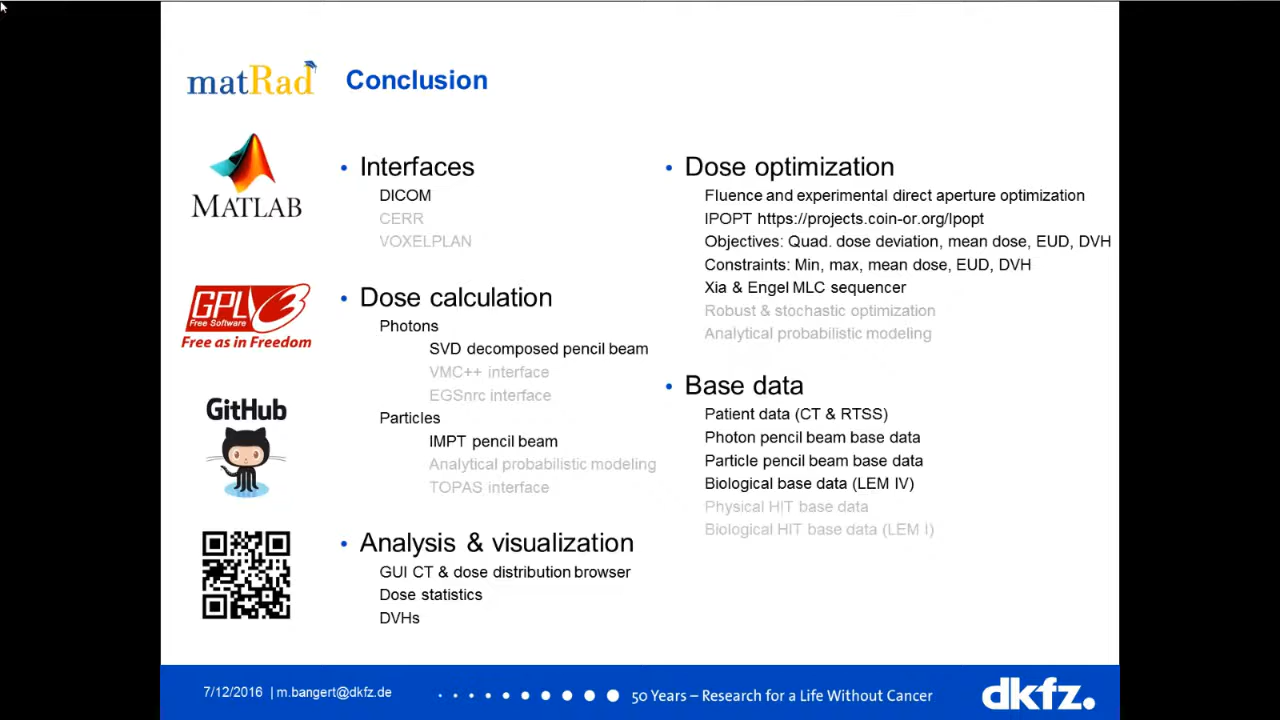 matRad
Conclusion
MATLAB
GPLv3
Free Software
Free as in Freedom
GitHub
• Interfaces
DICOM
CERR
VOXELPLAN
• Dose calculation
Photons
SVD decomposed pencil beam
VMC++ interface
EGSnrc interface
Particles
IMPT pencil beam
Analytical probabilistic modeling
TOPAS interface
• Analysis & visualization
GUI CT & dose distribution browser
Dose statistics
DVHs
• Dose optimization
Fluence and experimental direct aperture optimization
IPOPT https://projects.coin-or.org/Ipopt
Objectives: Quad. dose deviation, mean dose, EUD, DVH
Constraints: Min, max, mean dose, EUD, DVH
Xia & Engel MLC sequencer
Robust & stochastic optimization
Analytical probabilistic modeling
• Base data
Patient data (CT & RTSS)
Photon pencil beam base data
Particle pencil beam base data
Biological base data (LEM IV)
Physical HIT base data
Biological HIT base data (LEM I)
7/12/2016 | m.bangert@dkfz.de
50 Years – Research for a Life Without Cancer
dkfz.